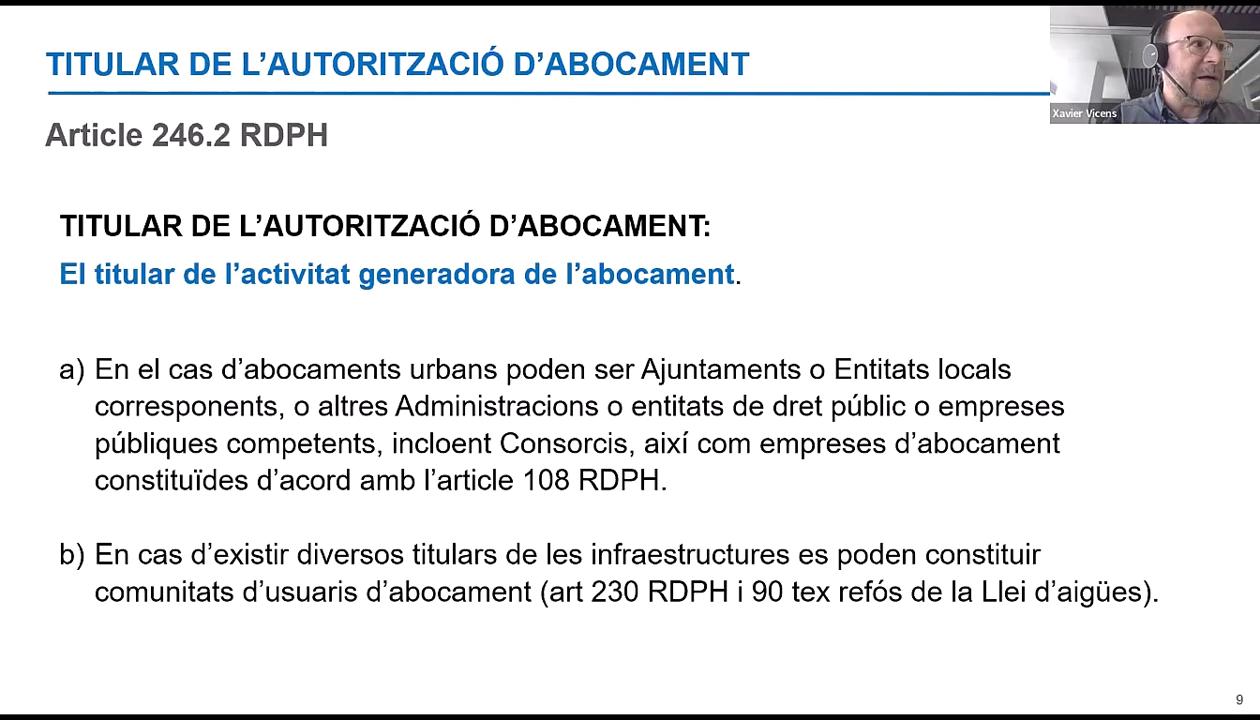 TITULAR DE L’AUTORITZACIÓ D’ABOCAMENT
Xavier Vicens
Article 246.2 RDPH
TITULAR DE L’AUTORITZACIÓ D’ABOCAMENT:
El titular de l’activitat generadora de l’abocament.
a) En el cas d’abocaments urbans poden ser Ajuntaments o Entitats locals
corresponents, o altres Administracions o entitats de dret públic o empreses
públiques competents, incloent Consorcis, així com empreses d’abocament
constituïdes d’acord amb l’article 108 RDPH.
b) En cas d’existir diversos titulars de les infraestructures es poden constituir
comunitats d’usuaris d’abocament (art 230 RDPH i 90 tex refós de la Llei d’aigües).
9